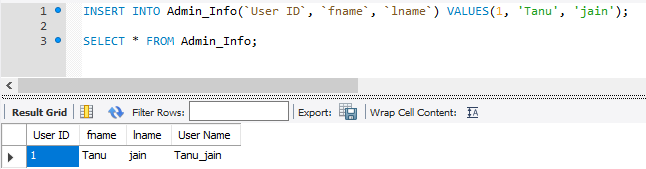 1 INSERT INTO Admin_Info(`User ID`, `fname`, `lname`) VALUES(1, 'Tanu', 'jain');
2
3 SELECT * FROM Admin_Info;
Result Grid Filter Rows: Export: Wrap Cell Content: IA
User ID fname lname User Name
1 Tanu jain Tanu_jain